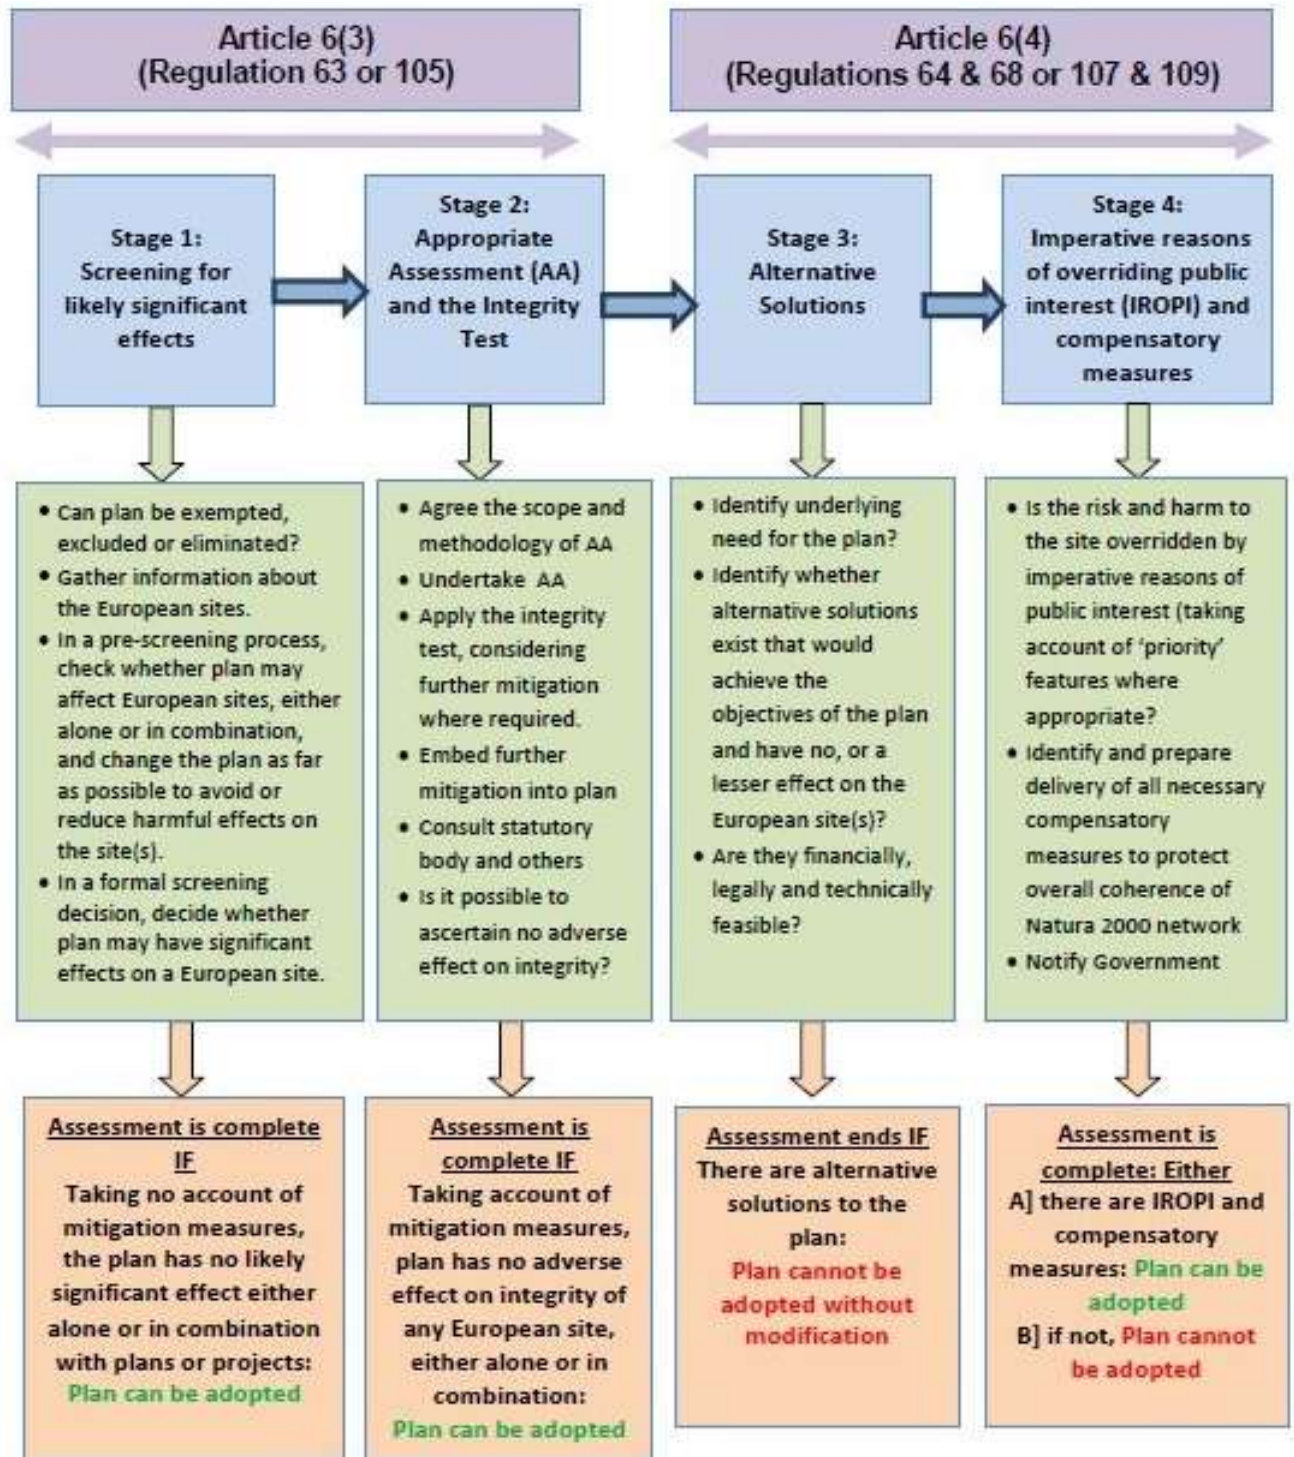 Article 6(3)
(Regulation 63 or 105)
Article 6(4)
(Regulations 64 & 68 or 107 & 109)
Stage 1:
Screening for
likely significant
effects
Stage 2:
Appropriate
Assessment (AA)
and the Integrity
Test
Stage 3:
Alternative
Solutions
Stage 4:
Imperative reasons
of overriding public
interest (IROPI) and
compensatory
measures
• Can plan be exempted,
excluded or eliminated?
• Gather information about
the European sites.
• In a pre-screening process,
check whether plan may
affect European sites, either
alone or in combination,
and change the plan as far
as possible to avoid or
reduce harmful effects on
the site(s).
• In a formal screening
decision, decide whether
plan may have significant
effects on a European site.
• Agree the scope and
methodology of AA
• Undertake AA
• Apply the integrity
test, considering
further mitigation
where required.
• Embed further
mitigation into plan
• Consult statutory
body and others
• Is it possible to
ascertain no adverse
effect on integrity?
• Identify underlying
need for the plan?
• Identify whether
alternative solutions
exist that would
achieve the
objectives of the plan
and have no, or a
lesser effect on the
European site(s)?
• Are they financially,
legally and technically
feasible?
• Is the risk and harm to
the site overridden by
imperative reasons of
public interest (taking
account of ‘priority’
features where
appropriate?
• Identify and prepare
delivery of all necessary
compensatory
measures to protect
overall coherence of
Natura 2000 network
• Notify Government
Assessment is complete
IF
Taking no account of
mitigation measures,
the plan has no likely
significant effect either
alone or in combination
with plans or projects:
Plan can be adopted
Assessment is
complete IF
Taking account of
mitigation measures,
plan has no adverse
effect on integrity of
any European site,
either alone or in
combination:
Plan can be adopted
Assessment ends IF
There are alternative
solutions to the
plan:
Plan cannot be
adopted without
modification
Assessment is
complete: Either
A] there are IROPI and
compensatory
measures: Plan can be
adopted
B] if not, Plan cannot
be adopted